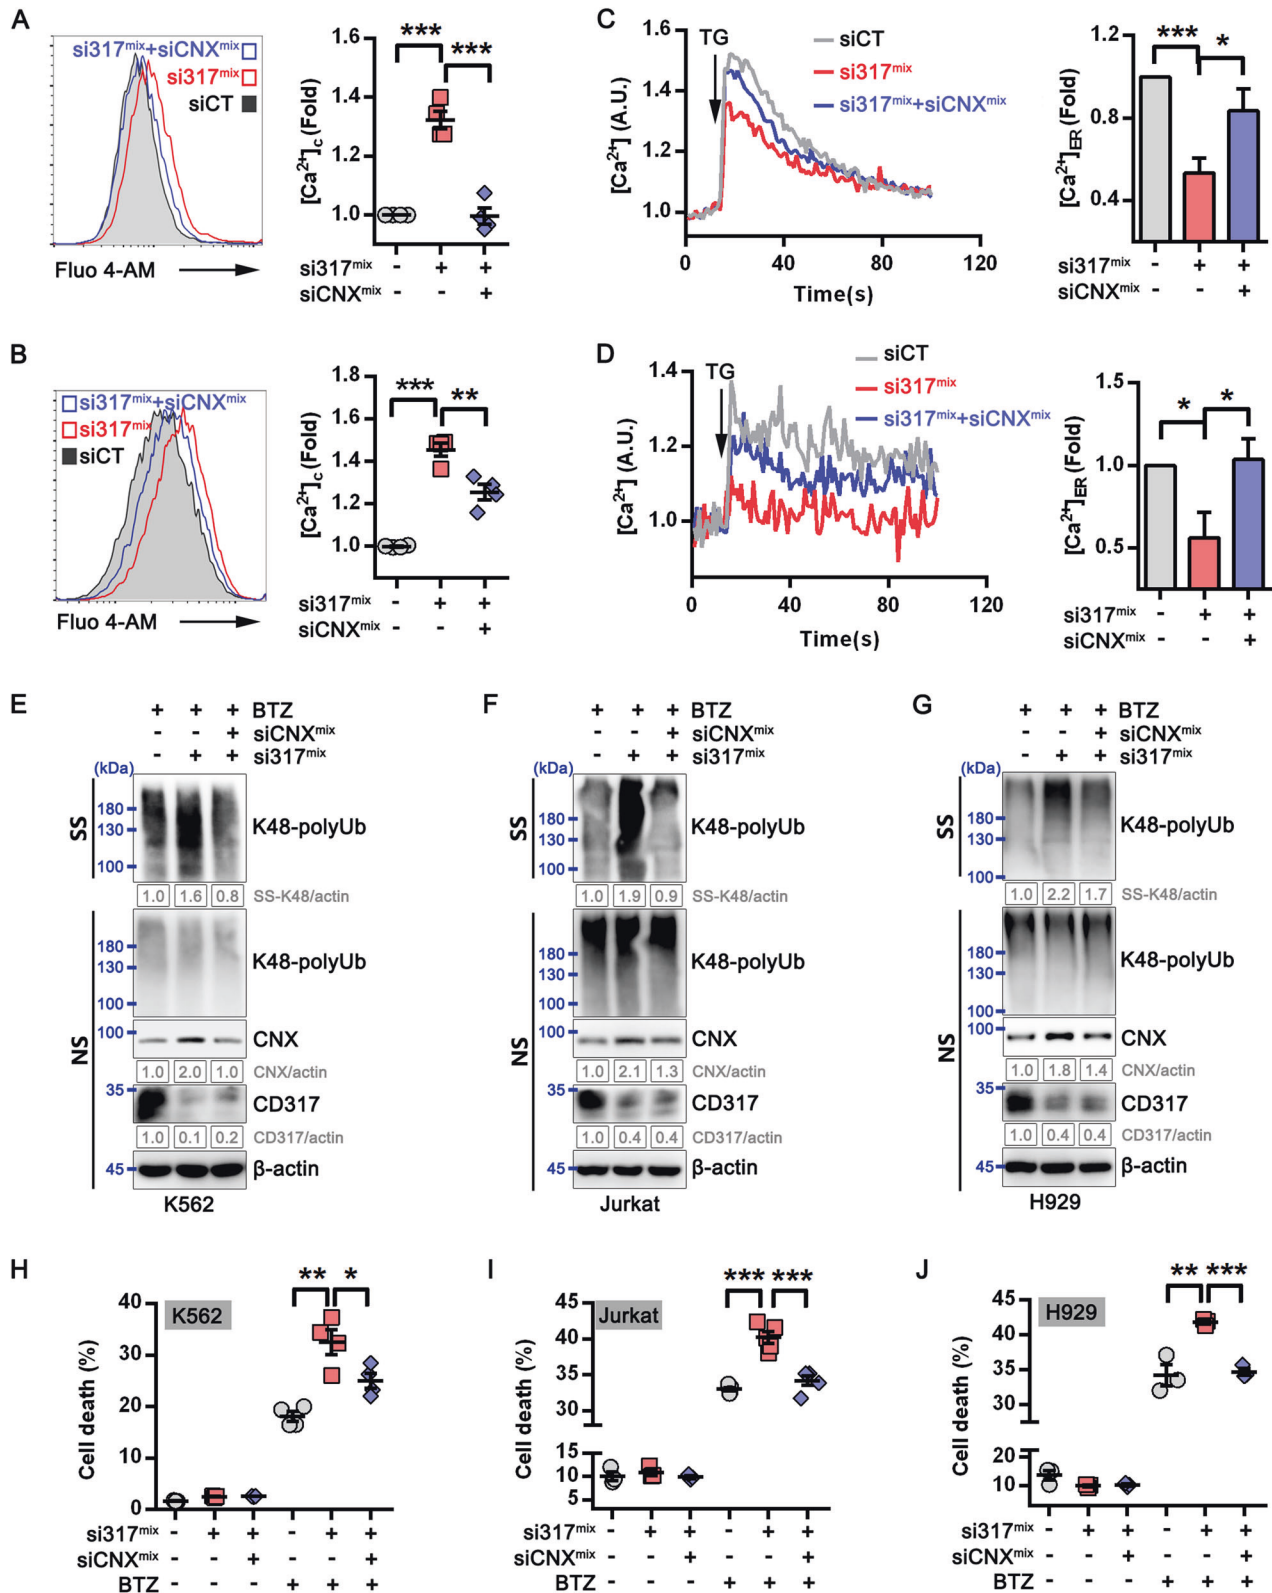 A
si317mix+siCNXmix
si317mix
siCT
Fluo 4-AM
[Ca2+]C (Fold)
1.6
1.4
1.2
1.0
*** ***
si317mix - + +
siCNXmix - - +
C
TG
siCT
si317mix
si317mix+siCNXmix
[Ca2+] (A.U.)
1.6
1.4
1.2
1.0
0 40 80 120
Time(s)
[Ca2+]ER (Fold)
1.2
0.8
0.4
*** *
si317mix - + +
siCNXmix - - +
B
si317mix+siCNXmix
si317mix
siCT
Fluo 4-AM
[Ca2+]C (Fold)
1.8
1.6
1.4
1.2
1.0
*** **
si317mix - + +
siCNXmix - - +
D
TG
siCT
si317mix
si317mix+siCNXmix
[Ca2+] (A.U.)
1.4
1.2
1.0
0 40 80 120
Time(s)
[Ca2+]ER (Fold)
1.5
1.0
0.5
* *
si317mix - + +
siCNXmix - - +
E
+ + + BTZ
- - + siCNXmix
- + + si317mix
(kDa)
SS
180
130
100
K48-polyUb
1.0 1.6 0.8 SS-K48/actin
NS
180
130
100
K48-polyUb
100
CNX
1.0 2.0 1.0 CNX/actin
35
CD317
1.0 0.1 0.2 CD317/actin
45
β-actin
K562
F
+ + + BTZ
- - + siCNXmix
- + + si317mix
(kDa)
SS
180
130
100
K48-polyUb
1.0 1.9 0.9 SS-K48/actin
NS
180
130
100
K48-polyUb
100
CNX
1.0 2.1 1.3 CNX/actin
35
CD317
1.0 0.4 0.4 CD317/actin
45
β-actin
Jurkat
G
+ + + BTZ
- - + siCNXmix
- + + si317mix
(kDa)
SS
180
130
100
K48-polyUb
1.0 2.2 1.7 SS-K48/actin
NS
180
130
100
K48-polyUb
100
CNX
1.0 1.8 1.4 CNX/actin
35
CD317
1.0 0.4 0.4 CD317/actin
45
β-actin
H929
H
K562
Cell death (%)
40
30
20
10
0
** *
si317mix - + + - + +
siCNXmix - - + - - +
BTZ - - - + + +
I
Jurkat
Cell death (%)
45
40
35
30
15
10
5
*** ***
si317mix - + + - + +
siCNXmix - - + - - +
BTZ - - - + + +
J
H929
Cell death (%)
45
40
35
30
20
10
** ***
si317mix - + + - + +
siCNXmix - - + - - +
BTZ - - - + + +